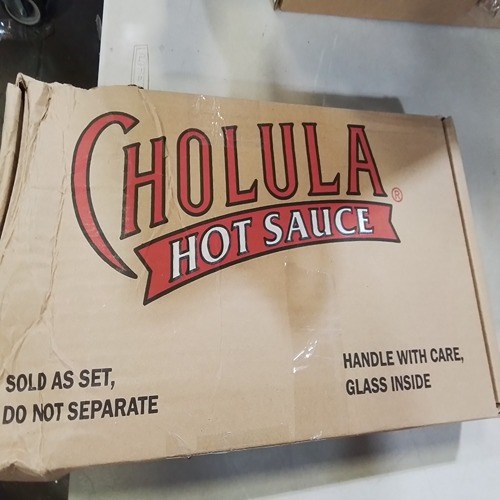 CHOLULA®
HOT SAUCE
SOLD AS SET,
DO NOT SEPARATE
HANDLE WITH CARE,
GLASS INSIDE